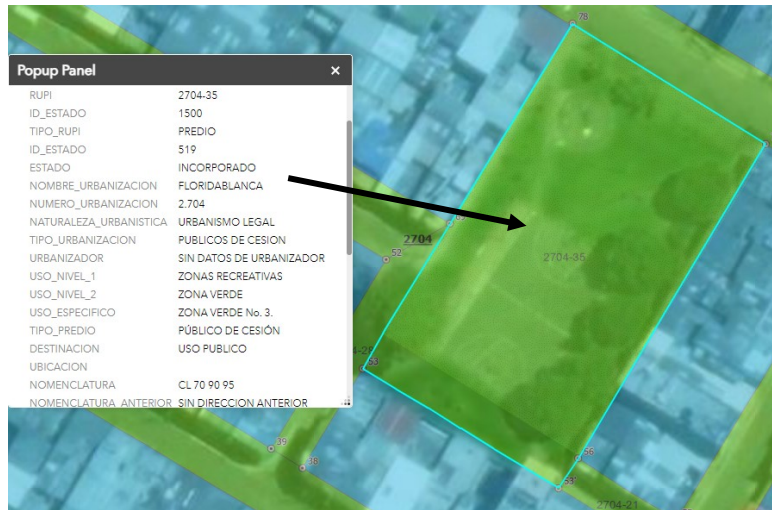 Popup Panel ×
RUPI 2704-35
ID_ESTADO 1500
TIPO_RUPI PREDIO
ID_ESTADO 519
ESTADO INCORPORADO
NOMBRE_URBANIZACION FLORIDABLANCA
NUMERO_URBANIZACION 2.704
NATURALEZA_URBANISTICA URBANISMO LEGAL
TIPO_URBANIZACION PUBLICOS DE CESION
URBANIZADOR SIN DATOS DE URBANIZADOR
USO_NIVEL_1 ZONAS RECREATIVAS
USO_NIVEL_2 ZONA VERDE
USO_ESPECIFICO ZONA VERDE No. 3.
TIPO_PREDIO PÚBLICO DE CESIÓN
DESTINACION USO PUBLICO
UBICACION
NOMENCLATURA CL 70 90 95
NOMENCLATURA_ANTERIOR SIN DIRECCION ANTERIOR
78
2704
52
2704-35
53
39
38
56
2704-21